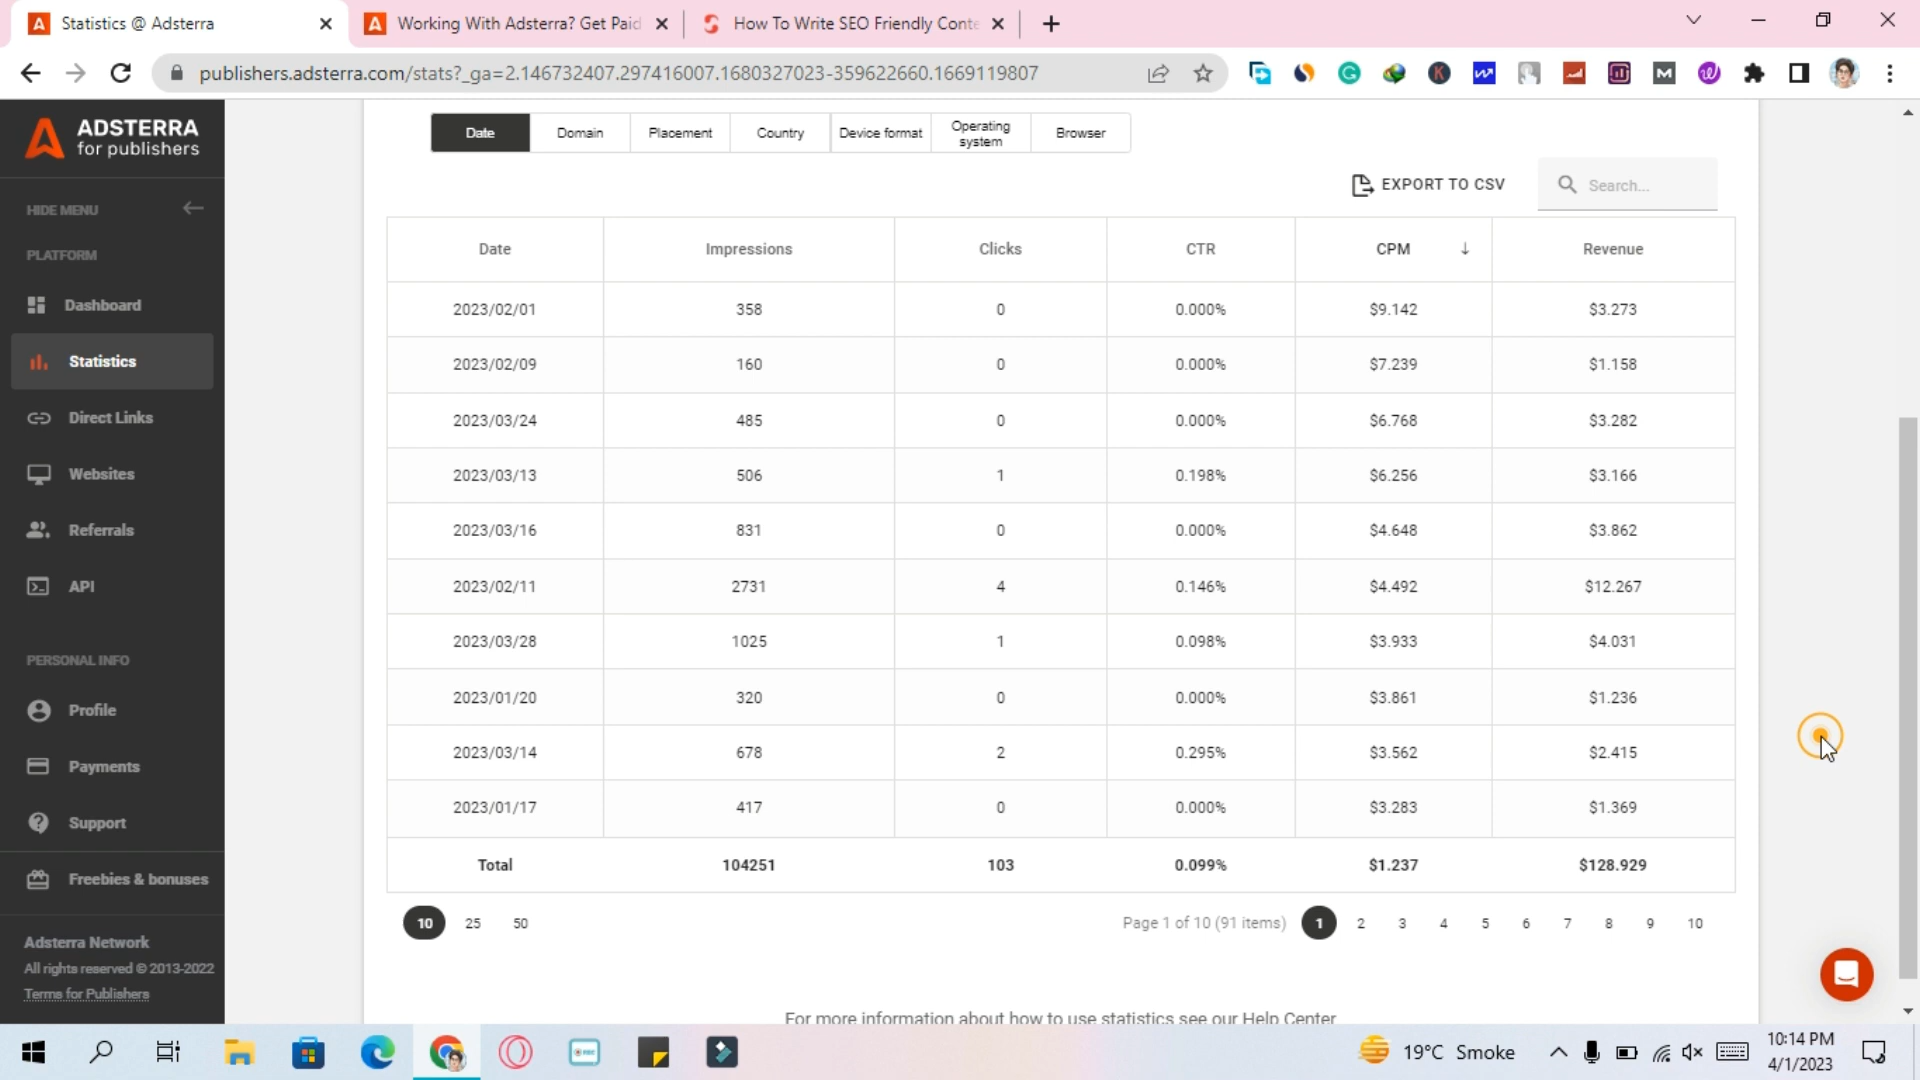 Statistics @ Adsterra
Working With Adsterra? Get Paid
How To Write SEO Friendly Conte
publishers.adsterra.com/stats?_ga=2.146732407.297416007.1680327023-359622660.1669119807
ADSTERRA
for publishers
HIDE MENU
PLATFORM
Dashboard
Statistics
Direct Links
Websites
Referrals
API
PERSONAL INFO
Profile
Payments
Support
Freebies & bonuses
Adsterra Network
All rights reserved © 2013-2022
Terms for Publishers
Date Domain Placement Country Device format Operating system Browser
EXPORT TO CSV Search...
Date Impressions Clicks CTR CPM ↓ Revenue
2023/02/01 358 0 0.000% $9.142 $3.273
2023/02/09 160 0 0.000% $7.239 $1.158
2023/03/24 485 0 0.000% $6.768 $3.282
2023/03/13 506 1 0.198% $6.256 $3.166
2023/03/16 831 0 0.000% $4.648 $3.862
2023/02/11 2731 4 0.146% $4.492 $12.267
2023/03/28 1025 1 0.098% $3.933 $4.031
2023/01/20 320 0 0.000% $3.861 $1.236
2023/03/14 678 2 0.295% $3.562 $2.415
2023/01/17 417 0 0.000% $3.283 $1.369
Total 104251 103 0.099% $1.237 $128.929
10 25 50 Page 1 of 10 (91 items) 1 2 3 4 5 6 7 8 9 10
For more information about how to use statistics see our Help Center
19°C Smoke
10:14 PM
4/1/2023